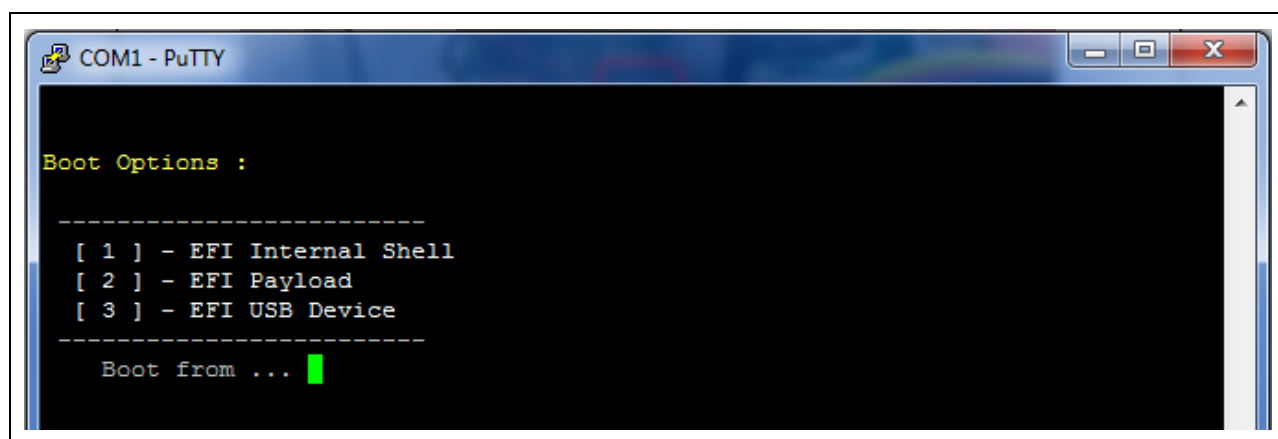 COM1 - PuTTY
Boot Options :
-------------------------
[ 1 ] - EFI Internal Shell
[ 2 ] - EFI Payload
[ 3 ] - EFI USB Device
-------------------------
Boot from ...